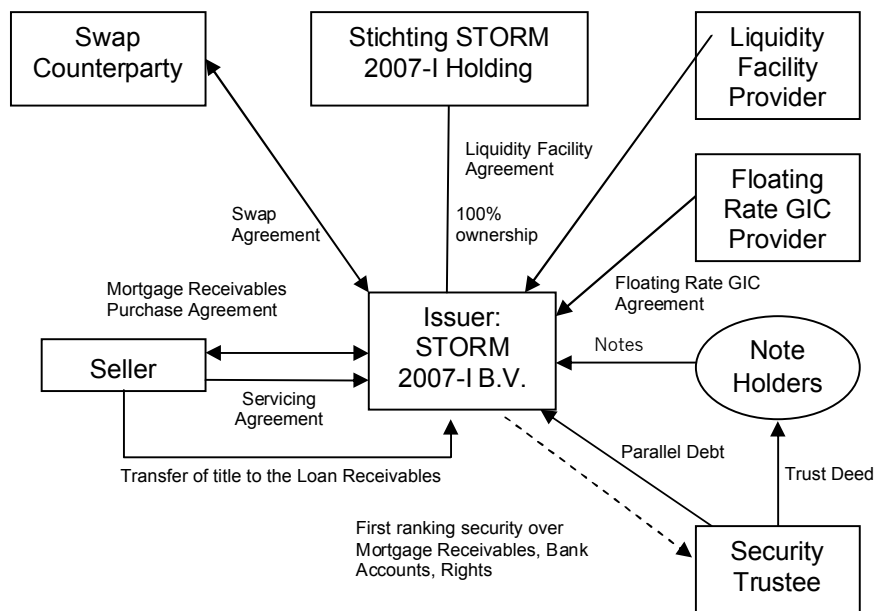 Swap
Counterparty
Stichting STORM
2007-I Holding
Liquidity
Facility
Provider
Liquidity Facility
Agreement
Floating
Rate GIC
Provider
Swap
Agreement
100%
ownership
Mortgage Receivables
Purchase Agreement
Floating Rate GIC
Agreement
Issuer:
STORM
2007-I B.V.
Notes
Note
Holders
Seller
Servicing
Agreement
Parallel Debt
Trust Deed
Transfer of title to the Loan Receivables
First ranking security over
Mortgage Receivables, Bank
Accounts, Rights
Security
Trustee